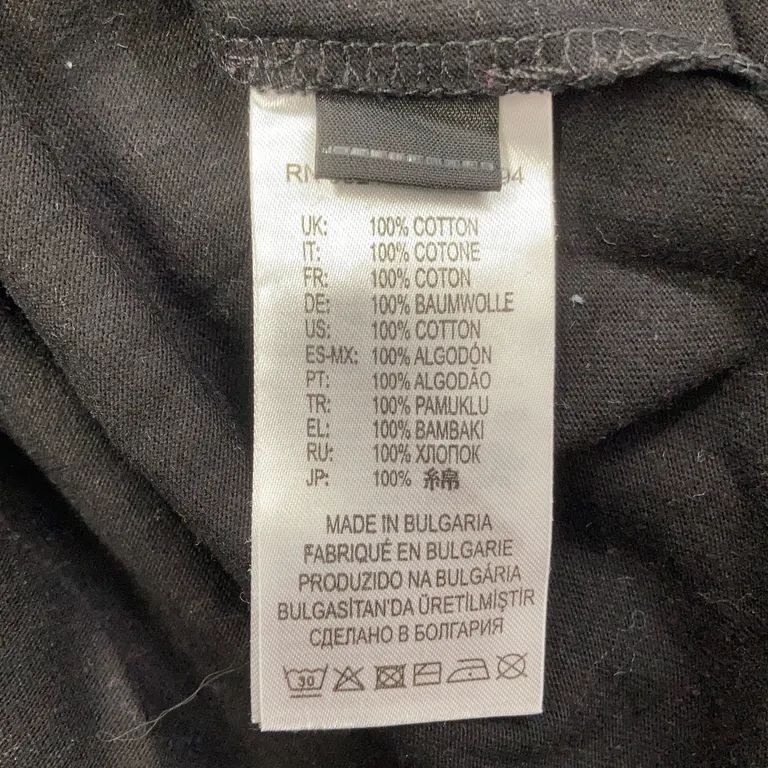 RN 94
UK: 100% COTTON
IT: 100% COTONE
FR: 100% COTON
DE: 100% BAUMWOLLE
US: 100% COTTON
ES-MX: 100% ALGODÓN
PT: 100% ALGODÃO
TR: 100% PAMUKLU
EL: 100% BAMBAKI
RU: 100% ХЛОПОК
JP: 100% 綿
MADE IN BULGARIA
FABRIQUÉ EN BULGARIE
PRODUZIDO NA BULGÁRIA
BULGASİTAN'DA ÜRETİLMİŞTİR
СДЕЛАНО В БОЛГАРИЯ
30